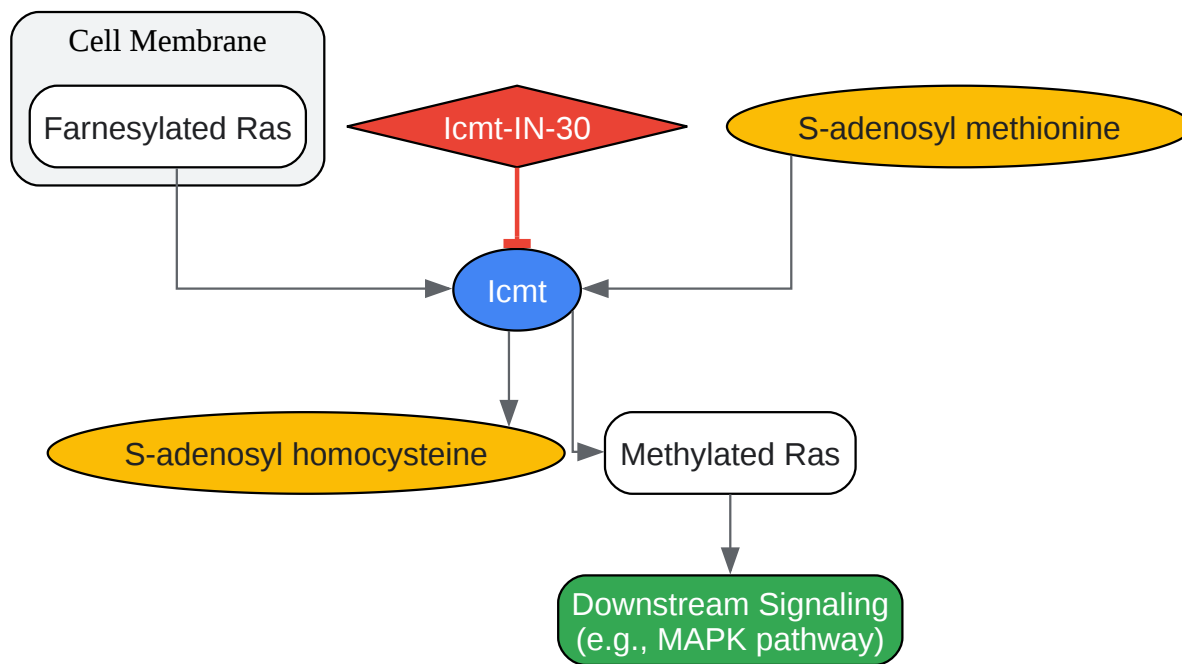 Cell Membrane
Farnesylated Ras
Icmt-IN-30
S-adenosyl methionine
Icmt
S-adenosyl homocysteine
Methylated Ras
Downstream Signaling
(e.g., MAPK pathway)